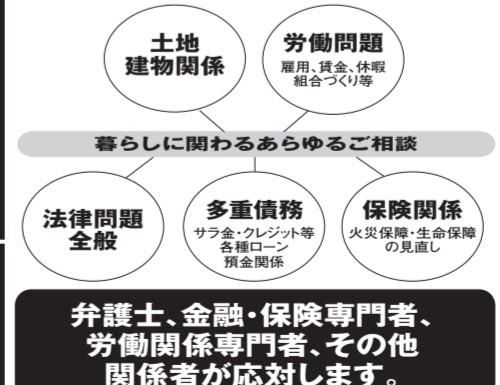 土地
建物関係
労働問題
雇用、賃金、休暇
組合づくり等
暮らしに関わるあらゆるご相談
法律問題
全般
多重債務
サラ金・クレジット等
各種ローン
預金関係
保険関係
火災保障・生命保障
の見直し
弁護士、金融・保険専門者、
労働関係専門者、その他
関係者が応対します。